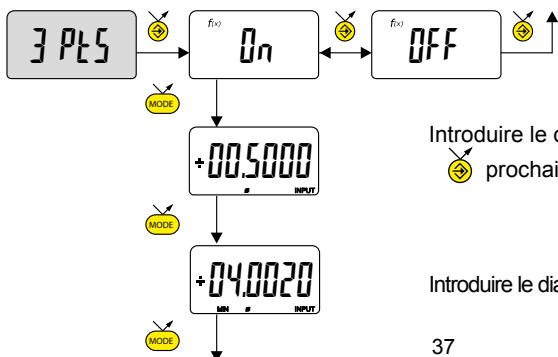 3 PtS
f(x)
On
f(x)
OFF
MODE
+00.5000
INPUT
Introduire le
prochai
MODE
+04.0020
MIN INPUT
Introduire le
MODE
37